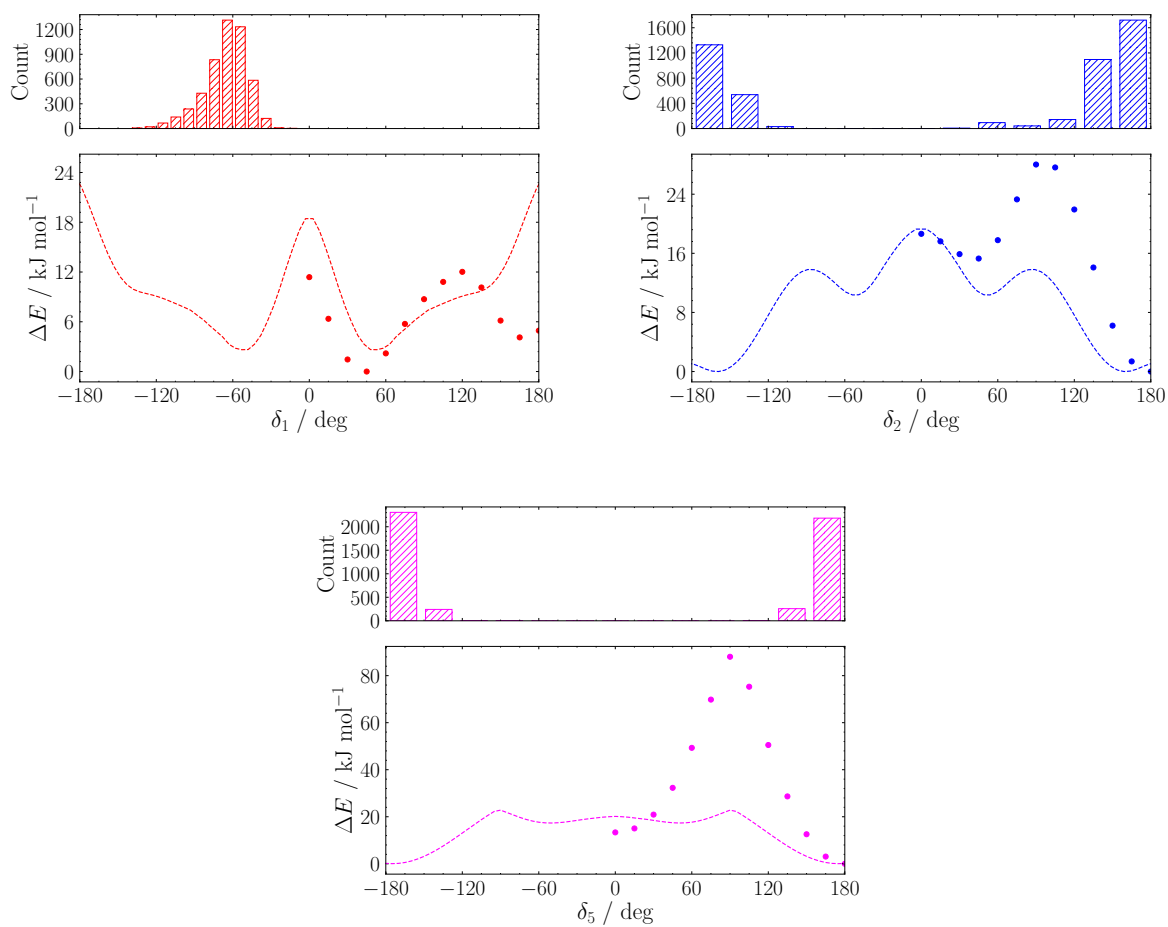 Count
1200
900
600
300
0
ΔE / kJ mol⁻¹
24
18
12
6
0
−180 −120 −60 0 60 120 180
δ₁ / deg
Count
1600
1200
800
400
0
ΔE / kJ mol⁻¹
24
16
8
0
−180 −120 −60 0 60 120 180
δ₂ / deg
Count
2000
1500
1000
500
0
ΔE / kJ mol⁻¹
80
60
40
20
0
−180 −120 −60 0 60 120 180
δ₅ / deg